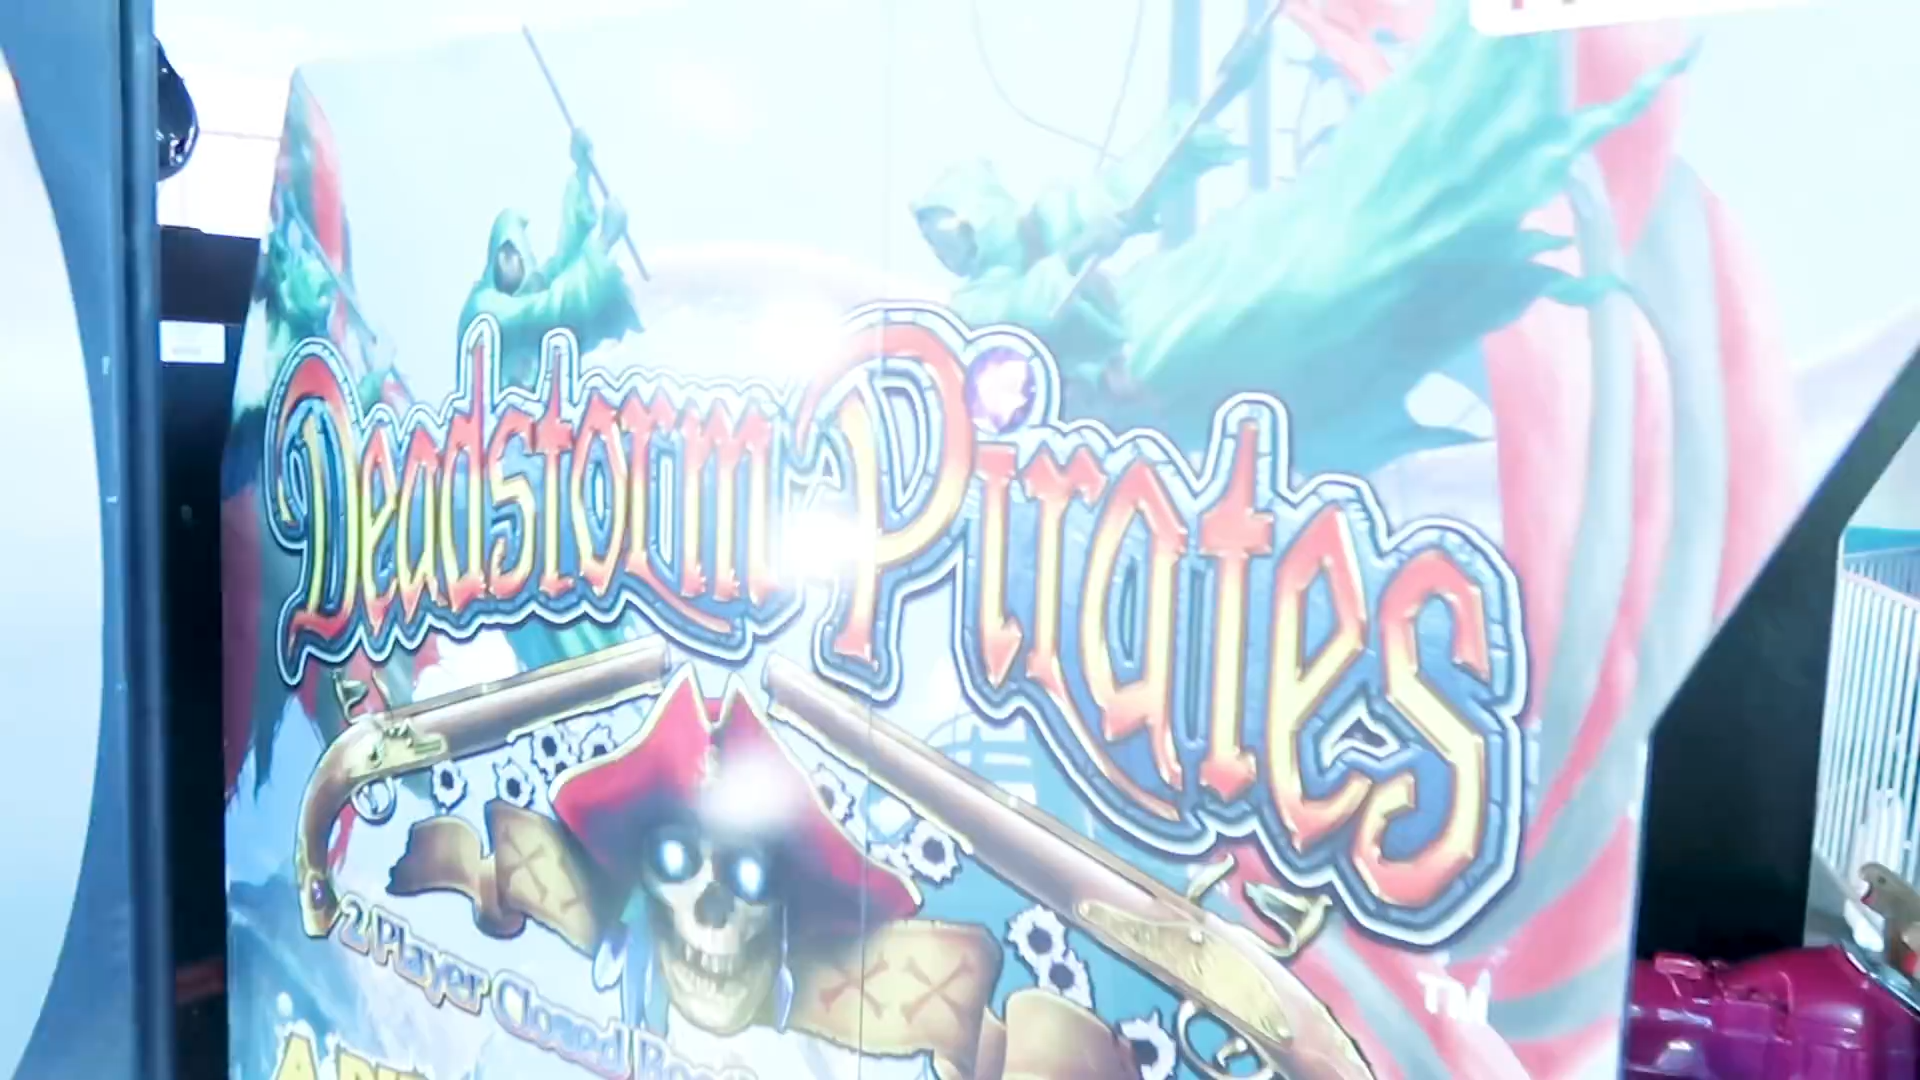 Deadstorm Pirates
TM
2 Player Closed
A